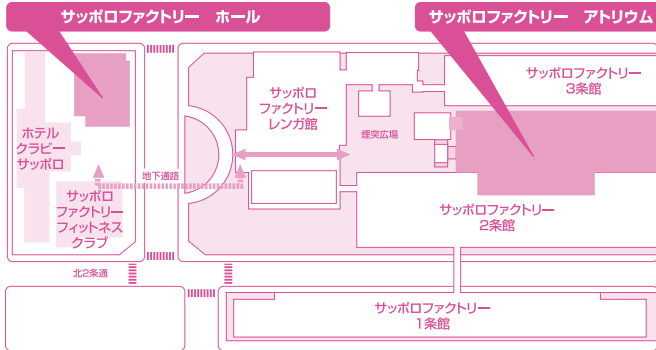 サッポロファクトリー ホール
サッポロファクトリー アトリウム
サッポロファクトリー
3条館
サッポロ
ファクトリー
レンガ館
煙突広場
ホテル
クラビー
サッポロ
地下通路
サッポロ
ファクトリー
フィットネス
クラブ
サッポロファクトリー
2条館
北2条通
サッポロファクトリー
1条館